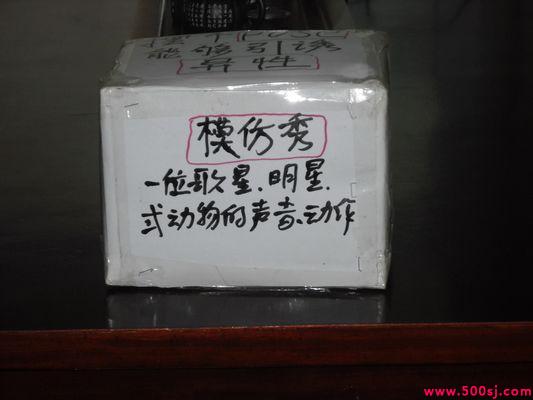 能够引诱
异性
模仿秀
一位歌星、明星、
或动物的声音、动作
www.500sj.com